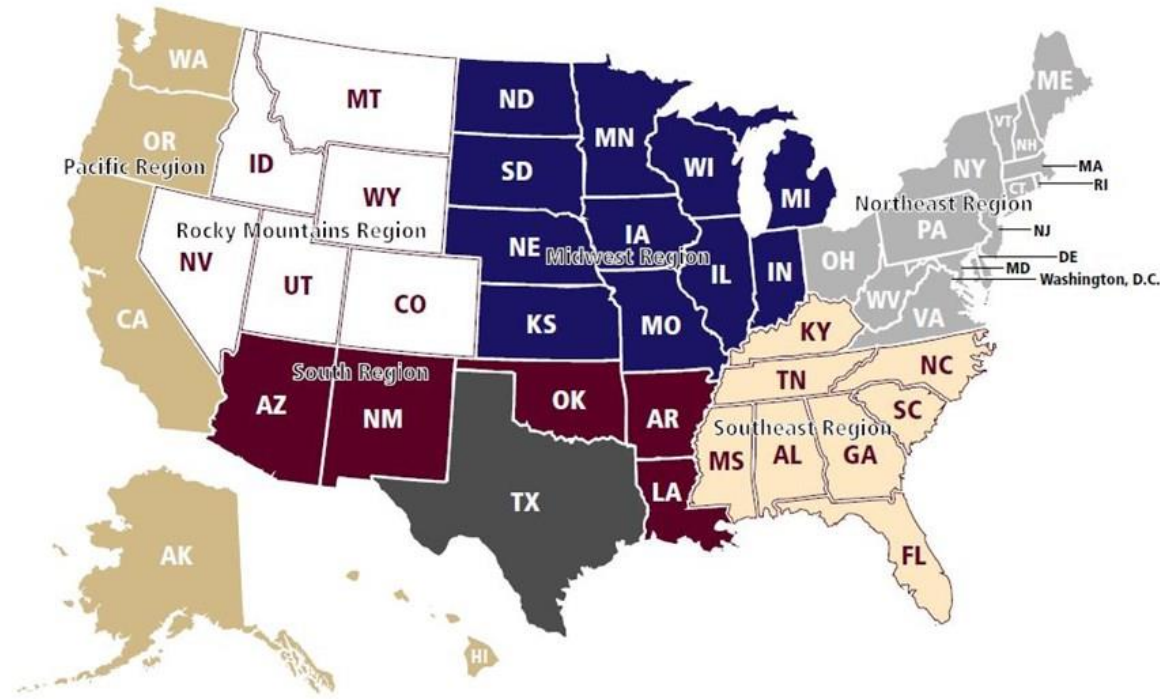 WA
MT
ND
MN
ME
VT
NH
OR
ID
SD
WI
MI
NY
MA
RI
CT
Pacific Region
WY
Northeast Region
Rocky Mountains Region
NE
IA
PA
NJ
Midwest Region
NV
UT
CO
IL
IN
OH
DE
MD
Washington, D.C.
WV
VA
CA
KS
MO
KY
South Region
TN
NC
AZ
NM
OK
AR
SC
Southeast Region
MS
AL
GA
TX
LA
FL
AK
HI